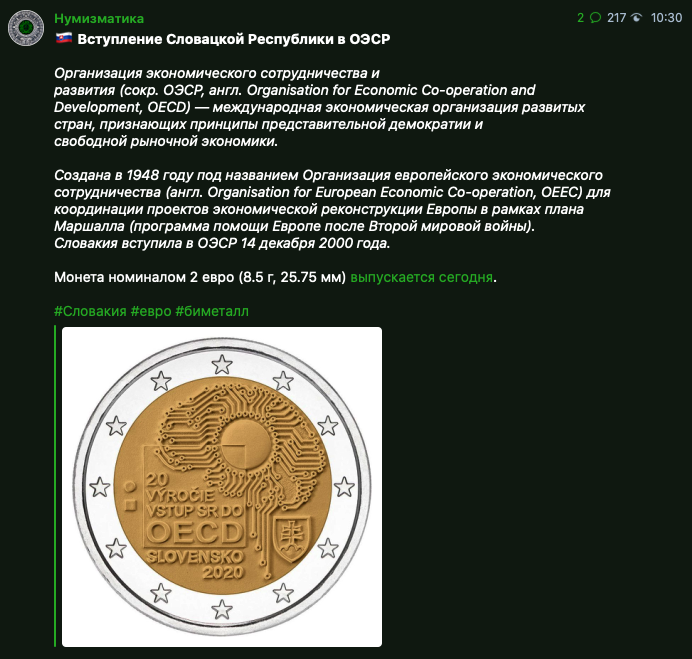 Нумизматика
2 217 10:30
Вступление Словацкой Республики в ОЭСР
Организация экономического сотрудничества и
развития (сокр. ОЭСР, англ. Organisation for Economic Co-operation and
Development, OECD) — международная экономическая организация развитых
стран, признающих принципы представительной демократии и
свободной рыночной экономики.
Создана в 1948 году под названием Организация европейского экономического
сотрудничества (англ. Organisation for European Economic Co-operation, OEEC) для
координации проектов экономической реконструкции Европы в рамках плана
Маршалла (программа помощи Европе после Второй мировой войны).
Словакия вступила в ОЭСР 14 декабря 2000 года.
Монета номиналом 2 евро (8.5 г, 25.75 мм) выпускается сегодня.
#Словакия #евро #биметалл
20
VÝROČIE
VSTUP SR DO
OECD
SLOVENSKO
2020